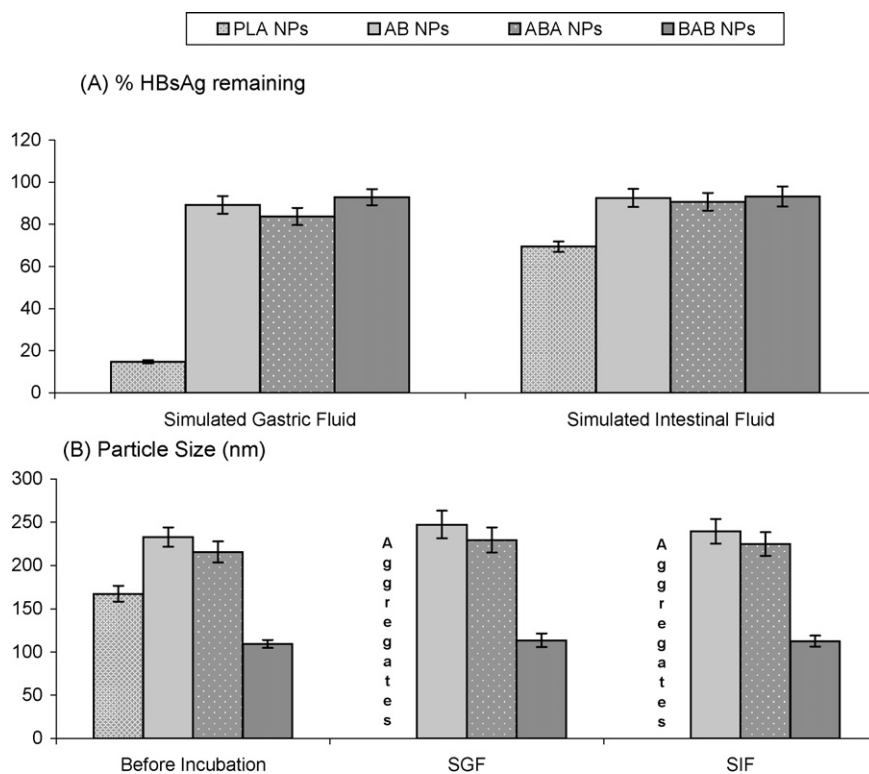 PLA NPs AB NPs ABA NPs BAB NPs
(A) % HBsAg remaining
120
100
80
60
40
20
0
Simulated Gastric Fluid Simulated Intestinal Fluid
(B) Particle Size (nm)
300
250
200
150
100
50
0
Aggregates
Aggregates
Before Incubation SGF SIF